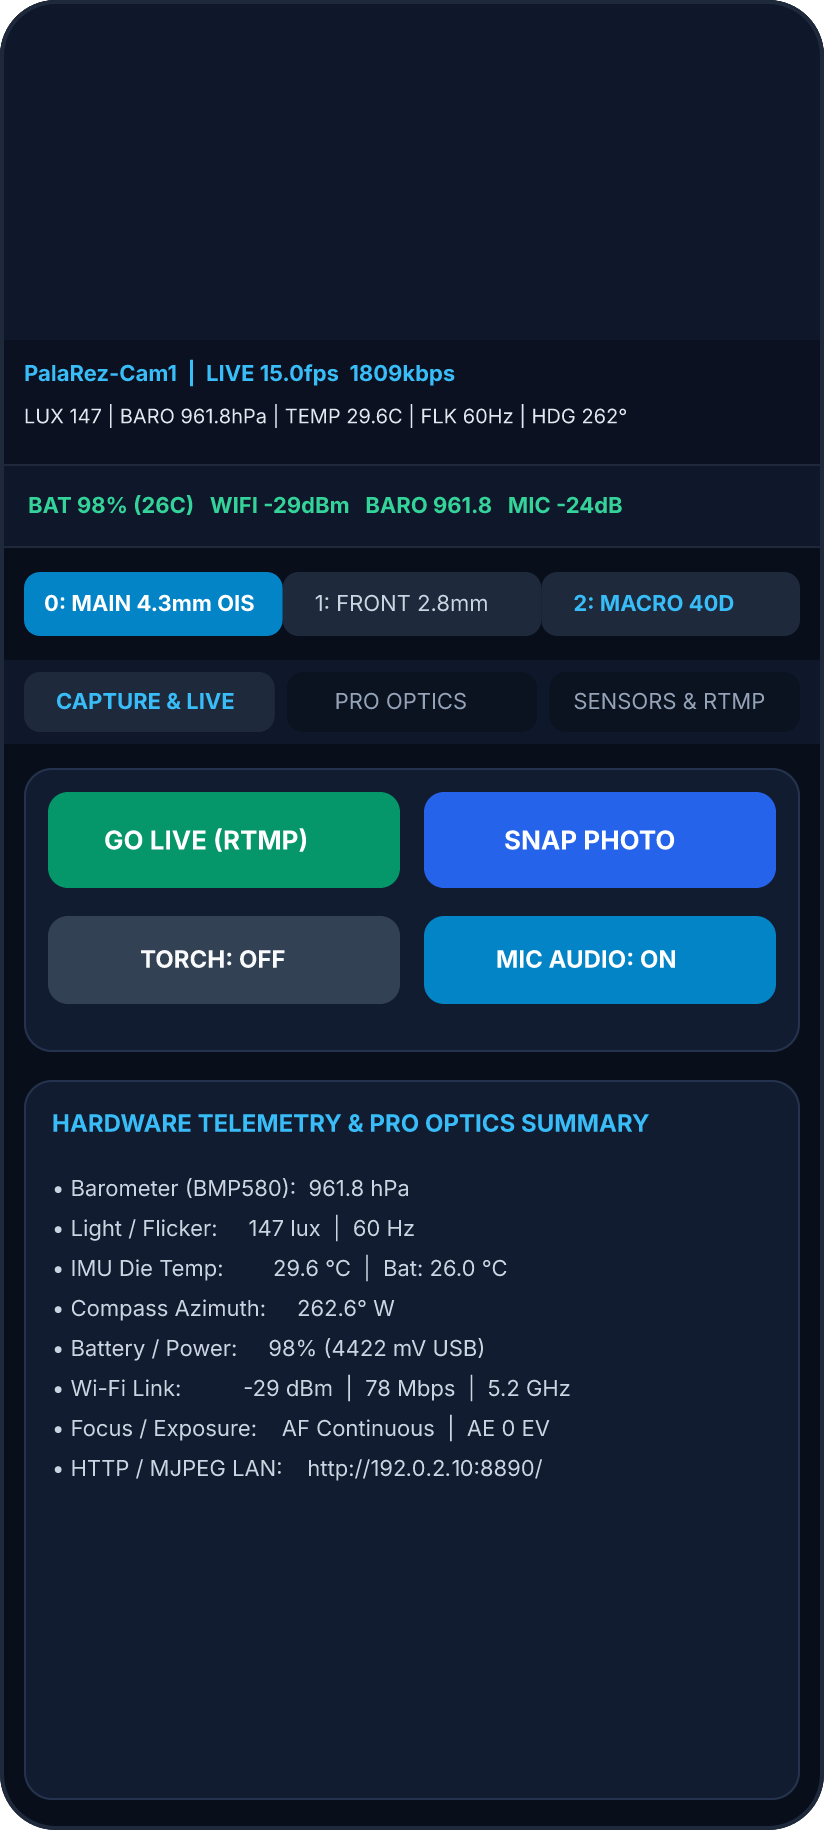 PalaRez-Cam1 | LIVE 15.0fps 1809kbps
LUX 147 | BARO 961.8hPa | TEMP 29.6C | FLK 60Hz | HDG 262°
BAT 98% (26C) WIFI -29dBm BARO 961.8 MIC -24dB
0: MAIN 4.3mm OIS 1: FRONT 2.8mm 2: MACRO 40D
CAPTURE & LIVE PRO OPTICS SENSORS & RTMP
GO LIVE (RTMP) SNAP PHOTO
TORCH: OFF MIC AUDIO: ON
HARDWARE TELEMETRY & PRO OPTICS SUMMARY
• Barometer (BMP580): 961.8 hPa
• Light / Flicker: 147 lux | 60 Hz
• IMU Die Temp: 29.6 °C | Bat: 26.0 °C
• Compass Azimuth: 262.6° W
• Battery / Power: 98% (4422 mV USB)
• Wi-Fi Link: -29 dBm | 78 Mbps | 5.2 GHz
• Focus / Exposure: AF Continuous | AE 0 EV
• HTTP / MJPEG LAN: http://192.0.2.10:8890/